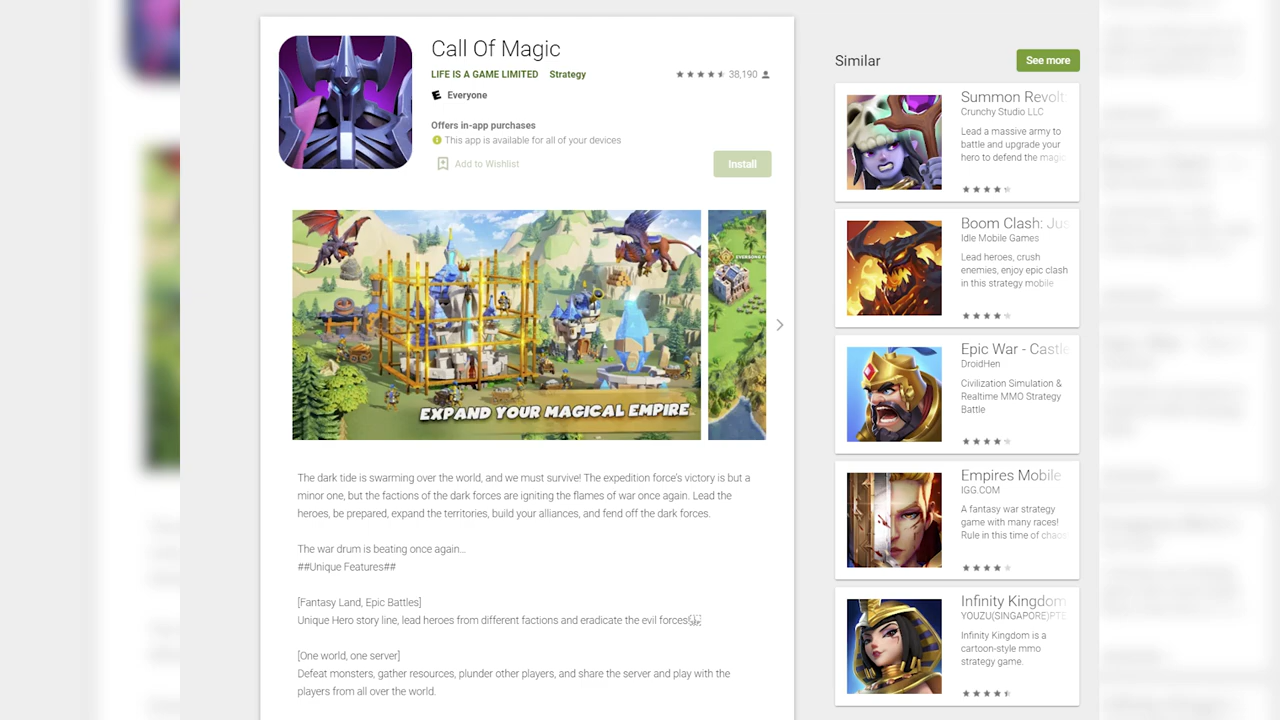 Call Of Magic
LIFE IS A GAME LIMITED Strategy
38,190
Everyone
Offers in-app purchases
This app is available for all of your devices
Add to Wishlist
Install
EXPAND YOUR MAGICAL EMPIRE
The dark tide is swarming over the world, and we must survive! The expedition force's victory is but a
minor one, but the factions of the dark forces are igniting the flames of war once again. Lead the
heroes, be prepared, expand the territories, build your alliances, and fend off the dark forces.
The war drum is beating once again...
##Unique Features##
[Fantasy Land, Epic Battles]
Unique Hero story line, lead heroes from different factions and eradicate the evil forces!
[One world, one server]
Defeat monsters, gather resources, plunder other players, and share the server and play with the
players from all over the world.
Similar
See more
Summon Revolt
Crunchy Studio LLC
Lead a massive army to
battle and upgrade your
hero to defend the magic
Boom Clash: Jus
Idle Mobile Games
Lead heroes, crush
enemies, enjoy epic clash
in this strategy mobile
Epic War - Castle
DroidHen
Civilization Simulation &
Realtime MMO Strategy
Battle
Empires Mobile
IGG.COM
A fantasy war strategy
game with many races!
Rule in this time of chaos
Infinity Kingdom
YOUZU(SINGAPORE)PTE
Infinity Kingdom is a
cartoon-style mmo
strategy game.